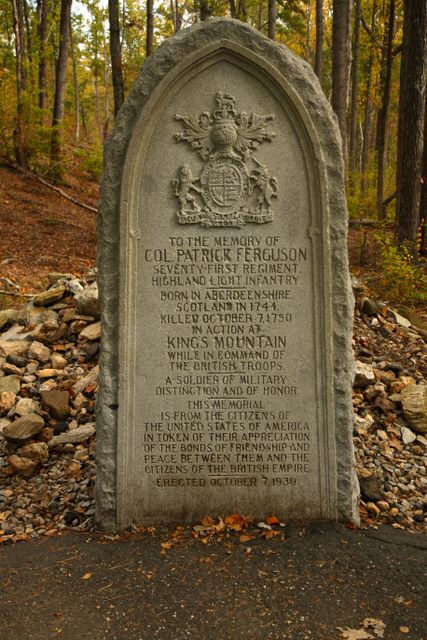 TO THE MEMORY OF
COL. PATRICK FERGUSON
SEVENTY-FIRST REGIMENT,
HIGHLAND LIGHT INFANTRY.
BORN IN ABERDEENSHIRE,
SCOTLAND IN 1744.
KILLED OCTOBER 7, 1780
IN ACTION AT
KING'S MOUNTAIN
WHILE IN COMMAND OF
THE BRITISH TROOPS.
A SOLDIER OF MILITARY
DISTINCTION AND OF HONOR.
THIS MEMORIAL
IS FROM THE CITIZENS OF
THE UNITED STATES OF AMERICA
IN TOKEN OF THEIR APPRECIATION
OF THE BONDS OF FRIENDSHIP AND
PEACE BETWEEN THEM AND THE
CITIZENS OF THE BRITISH EMPIRE.
ERECTED OCTOBER 7, 1930.